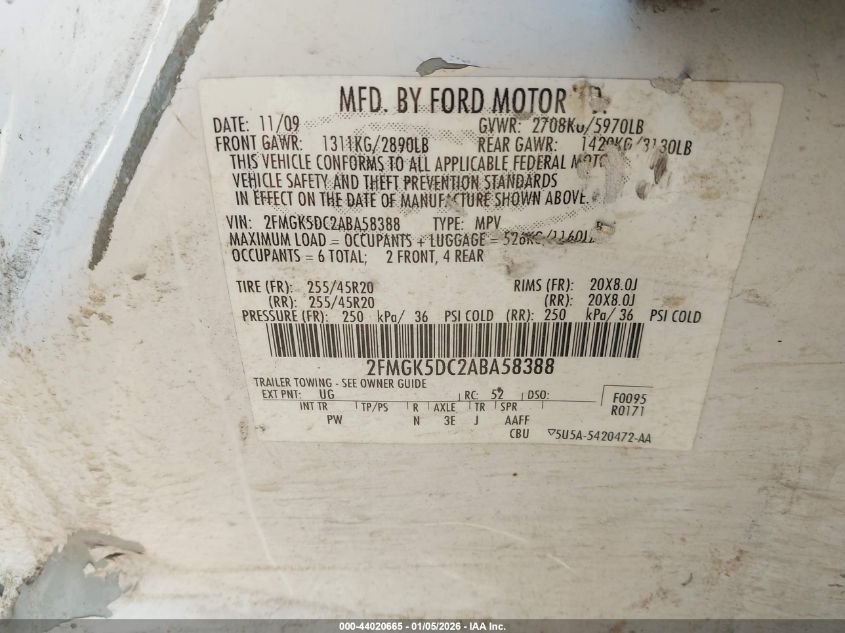 MFD. BY FORD MOTOR
DATE: 11/09 GVWR: 2708KG/5970LB
FRONT GAWR: 1311KG/2890LB REAR GAWR: 1420KG/3130LB
THIS VEHICLE CONFORMS TO ALL APPLICABLE FEDERAL MOTOR
VEHICLE SAFETY AND THEFT PREVENTION STANDARDS
IN EFFECT ON THE DATE OF MANUFACTURE SHOWN ABOVE.
VIN: 2FMGK5DC2ABA58388 TYPE: MPV
MAXIMUM LOAD = OCCUPANTS + LUGGAGE = 526KG/1160LB
OCCUPANTS = 6 TOTAL; 2 FRONT, 4 REAR
TIRE (FR): 255/45R20 RIMS (FR): 20X8.0J
(RR): 255/45R20 (RR): 20X8.0J
PRESSURE (FR): 250 kPa/ 36 PSI COLD (RR): 250 kPa/ 36 PSI COLD
2FMGK5DC2ABA58388
TRAILER TOWING - SEE OWNER GUIDE
EXT PNT: UG RC: 52 DSO: F0095
INT TR TP/PS R AXLE TR SPR R0171
PW N 3E J AAFF
CBU ▽5U5A-5420472-AA
000-44020665 - 01/05/2026 - IAA Inc.